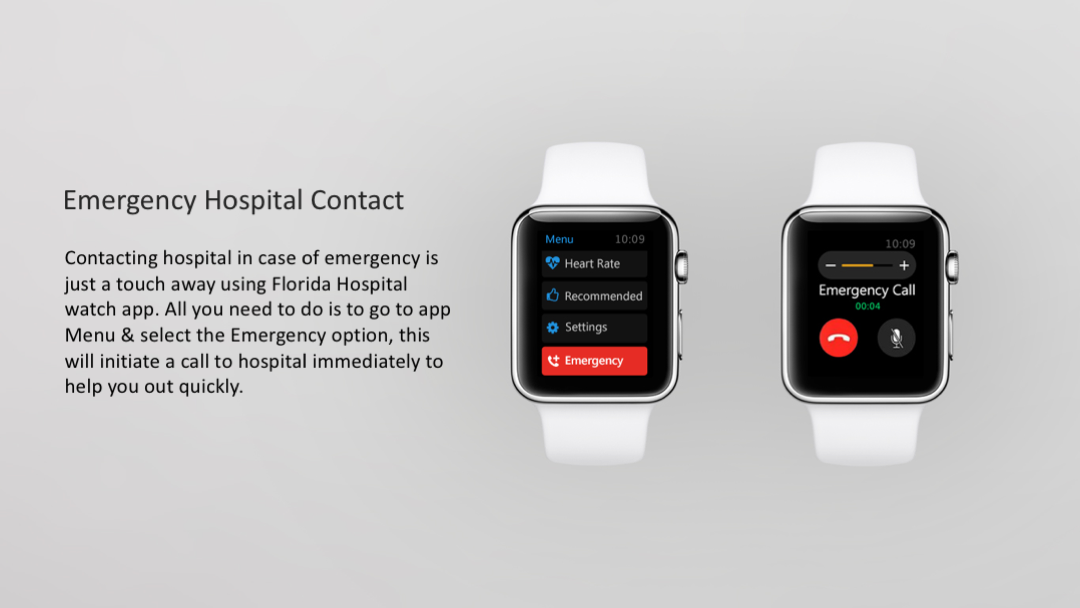 Emergency Hospital Contact
Contacting hospital in case of emergency is
just a touch away using Florida Hospital
watch app. All you need to do is to go to app
Menu & select the Emergency option, this
will initiate a call to hospital immediately to
help you out quickly.
Menu 10:09
Heart Rate
Recommended
Settings
Emergency
10:09
Emergency Call
00:04